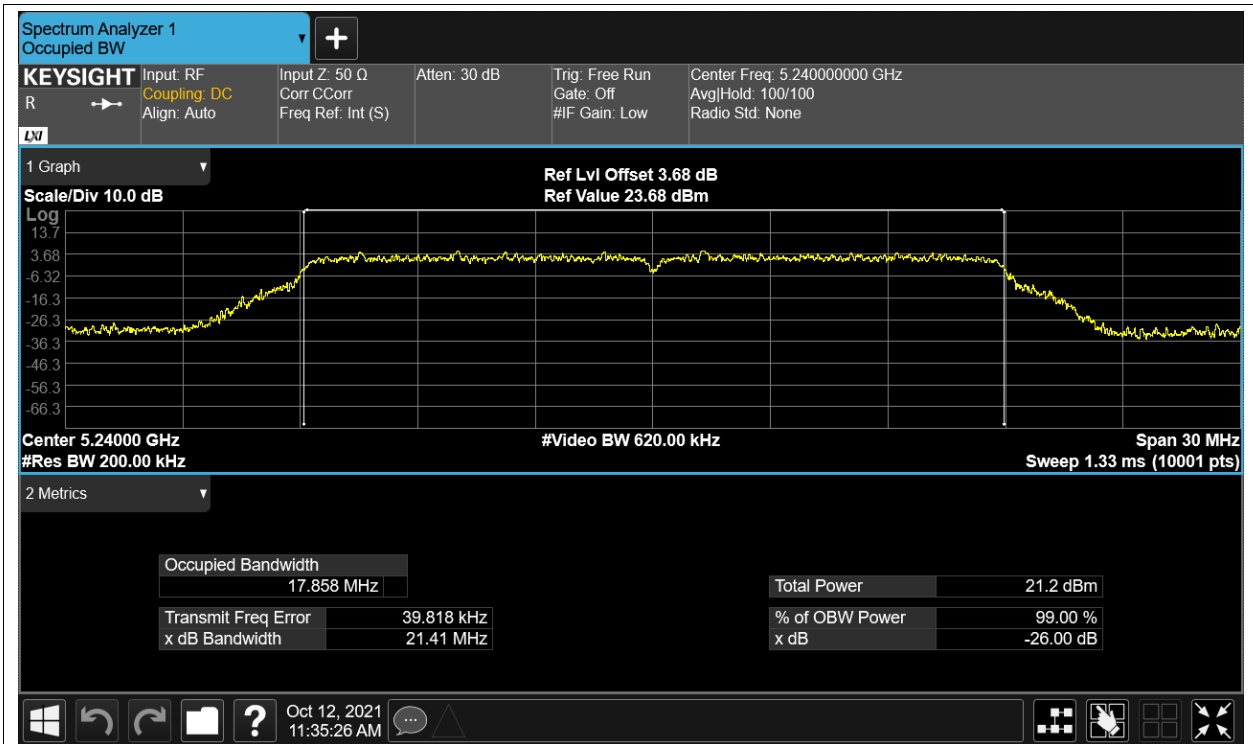 Spectrum Analyzer 1
Occupied BW
KEYSIGHT
R
LXI
Input: RF
Coupling: DC
Align: Auto
Input Z: 50 Ω
Corr CCorr
Freq Ref: Int (S)
Atten: 30 dB
Trig: Free Run
Gate: Off
#IF Gain: Low
Center Freq: 5.240000000 GHz
Avg|Hold: 100/100
Radio Std: None
1 Graph
Scale/Div 10.0 dB
Ref Lvl Offset 3.68 dB
Ref Value 23.68 dBm
Log
13.7
3.68
-6.32
-16.3
-26.3
-36.3
-46.3
-56.3
-66.3
Center 5.24000 GHz
#Res BW 200.00 kHz
#Video BW 620.00 kHz
Span 30 MHz
Sweep 1.33 ms (10001 pts)
2 Metrics
Occupied Bandwidth
17.858 MHz
Transmit Freq Error 39.818 kHz
x dB Bandwidth 21.41 MHz
Total Power 21.2 dBm
% of OBW Power 99.00 %
x dB -26.00 dB
Oct 12, 2021
11:35:26 AM